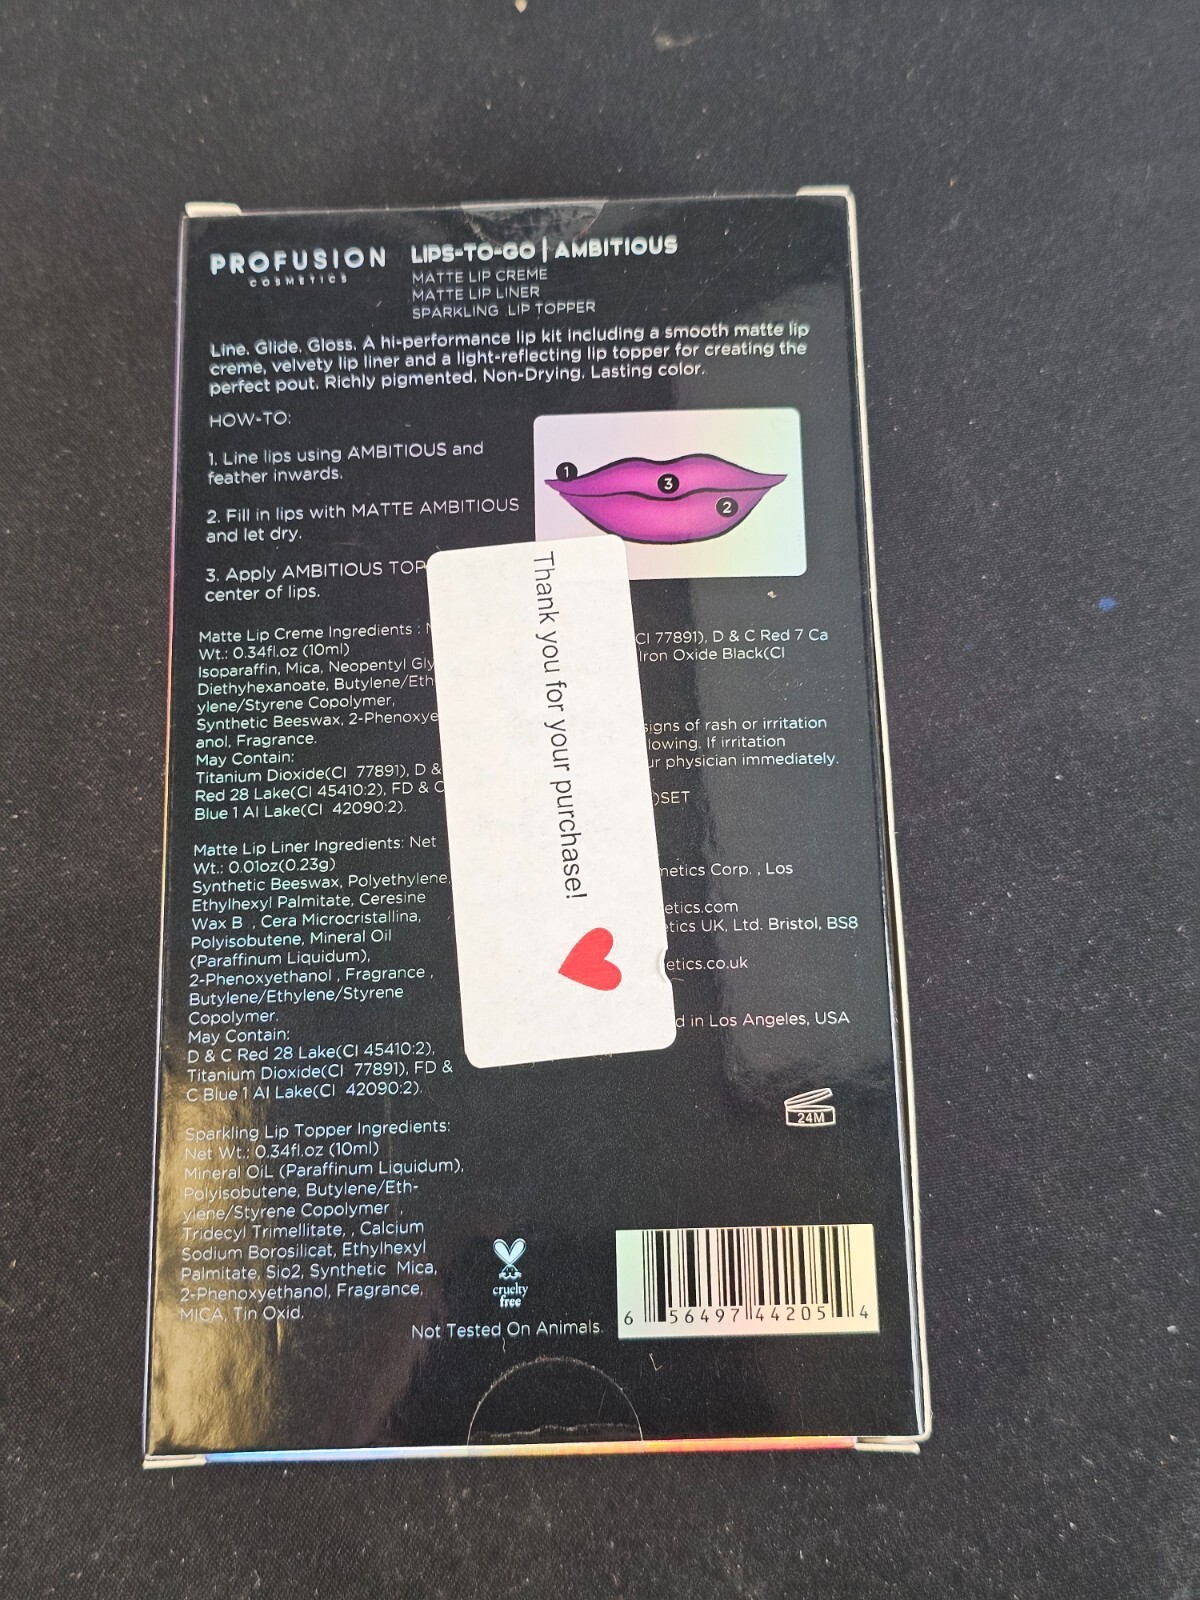 PROFUSION
COSMETICS
LIPS-TO-GO | AMBITIOUS
MATTE LIP CREME
MATTE LIP LINER
SPARKLING LIP TOPPER
Line. Glide. Gloss. A hi-performance lip kit including a smooth matte lip
creme, velvety lip liner and a light-reflecting lip topper for creating the
perfect pout. Richly pigmented. Non-Drying. Lasting color.
HOW-TO:
1. Line lips using AMBITIOUS and
feather inwards.
2. Fill in lips with MATTE AMBITIOUS
and let dry.
3. Apply AMBITIOUS TOP
center of lips.
1
3
2
Matte Lip Creme Ingredients :
Wt.: 0.34fl.oz (10ml)
Isoparaffin, Mica, Neopentyl Gly
Diethyhexanoate, Butylene/Eth
ylene/Styrene Copolymer,
Synthetic Beeswax, 2-Phenoxye
anol, Fragrance.
May Contain:
Titanium Dioxide(CI 77891), D &
Red 28 Lake(CI 45410:2), FD & C
Blue 1 Al Lake(CI 42090:2).
Matte Lip Liner Ingredients: Net
Wt.: 0.01oz(0.23g)
Synthetic Beeswax, Polyethylene,
Ethylhexyl Palmitate, Ceresine
Wax B , Cera Microcristallina,
Polyisobutene, Mineral Oil
(Paraffinum Liquidum),
2-Phenoxyethanol , Fragrance ,
Butylene/Ethylene/Styrene
Copolymer.
May Contain:
D & C Red 28 Lake(CI 45410:2),
Titanium Dioxide(CI 77891), FD &
C Blue 1 Al Lake(CI 42090:2).
Sparkling Lip Topper Ingredients:
Net Wt.: 0.34fl.oz (10ml)
Mineral OiL (Paraffinum Liquidum),
Polyisobutene, Butylene/Eth-
ylene/Styrene Copolymer ,
Tridecyl Trimellitate, , Calcium
Sodium Borosilicat, Ethylhexyl
Palmitate, Sio2, Synthetic Mica,
2-Phenoxyethanol, Fragrance,
MICA, Tin Oxid.
CI 77891), D & C Red 7 Ca
Iron Oxide Black(CI
signs of rash or irritation
lowing. If irritation
ur physician immediately.
SET
metics Corp. , Los
etics.com
etics UK, Ltd. Bristol, BS8
etics.co.uk
d in Los Angeles, USA
Thank you for your purchase!
24M
cruelty
free
Not Tested On Animals.
6 56497 44205 4